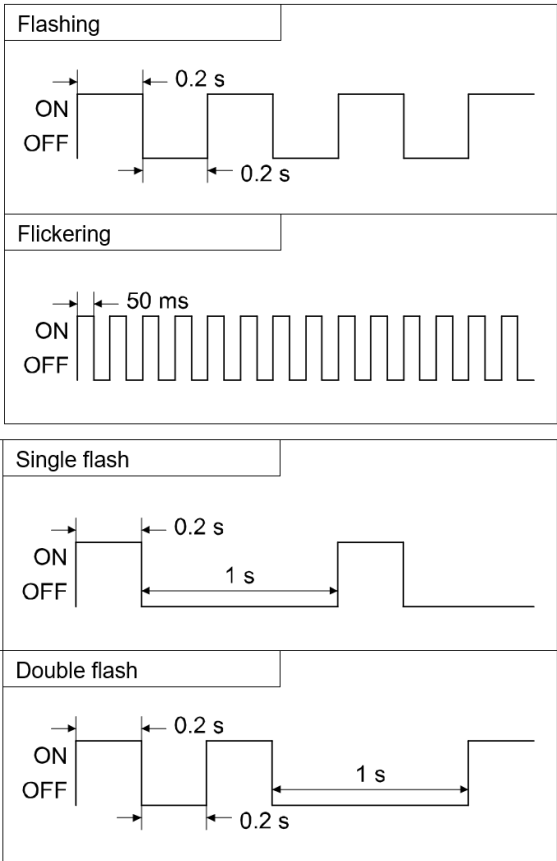 Flashing
0.2 s
ON
OFF
0.2 s
Flickering
50 ms
ON
OFF
Single flash
0.2 s
ON
1 s
OFF
Double flash
0.2 s
ON
1 s
OFF
0.2 s